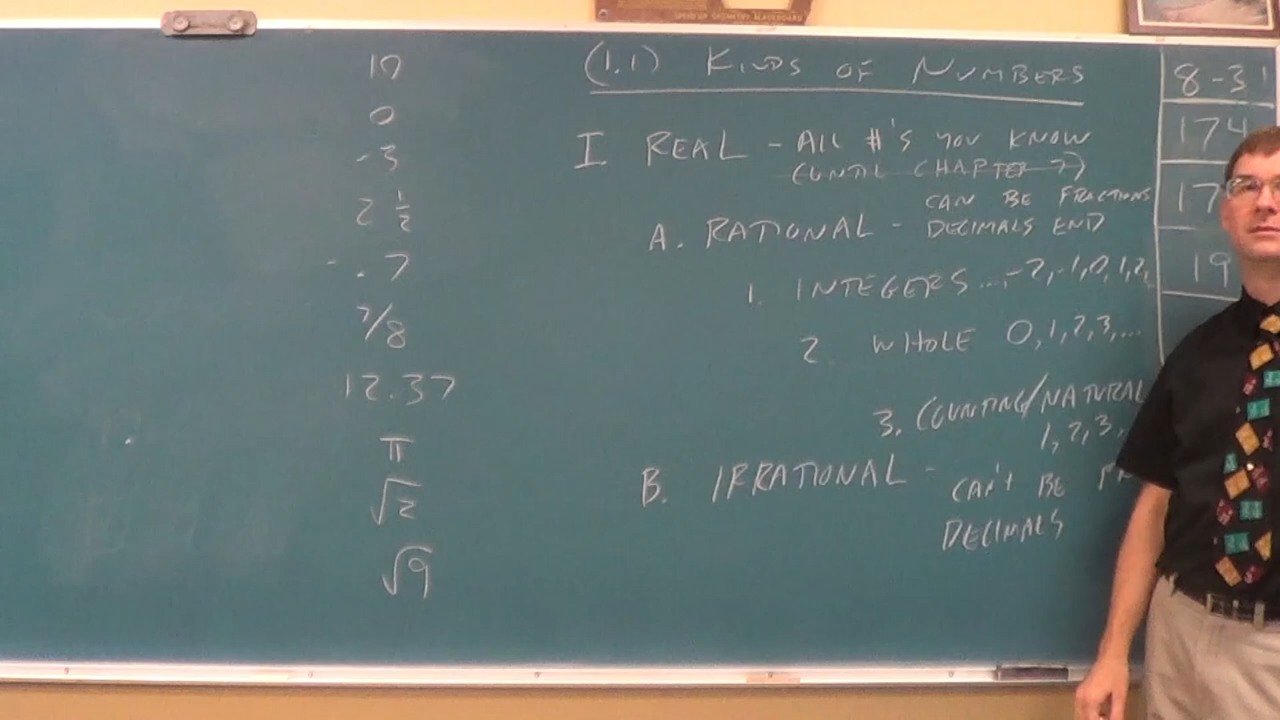 10
0
-3
2 1/2
-.7
7/8
12.37
π
√2
√9
(1.1) KINDS OF NUMBERS
I REAL - ALL #'S YOU KNOW
(UNTIL CHAPTER 7)
CAN BE FRACTIONS
A. RATIONAL - DECIMALS END
1. INTEGERS ...,-2,-1,0,1,2,
2. WHOLE 0,1,2,3,...
3. COUNTING/NATURAL
1,2,3,
B. IRRATIONAL - CAN'T BE
DECIMALS
8-31
174
17
19